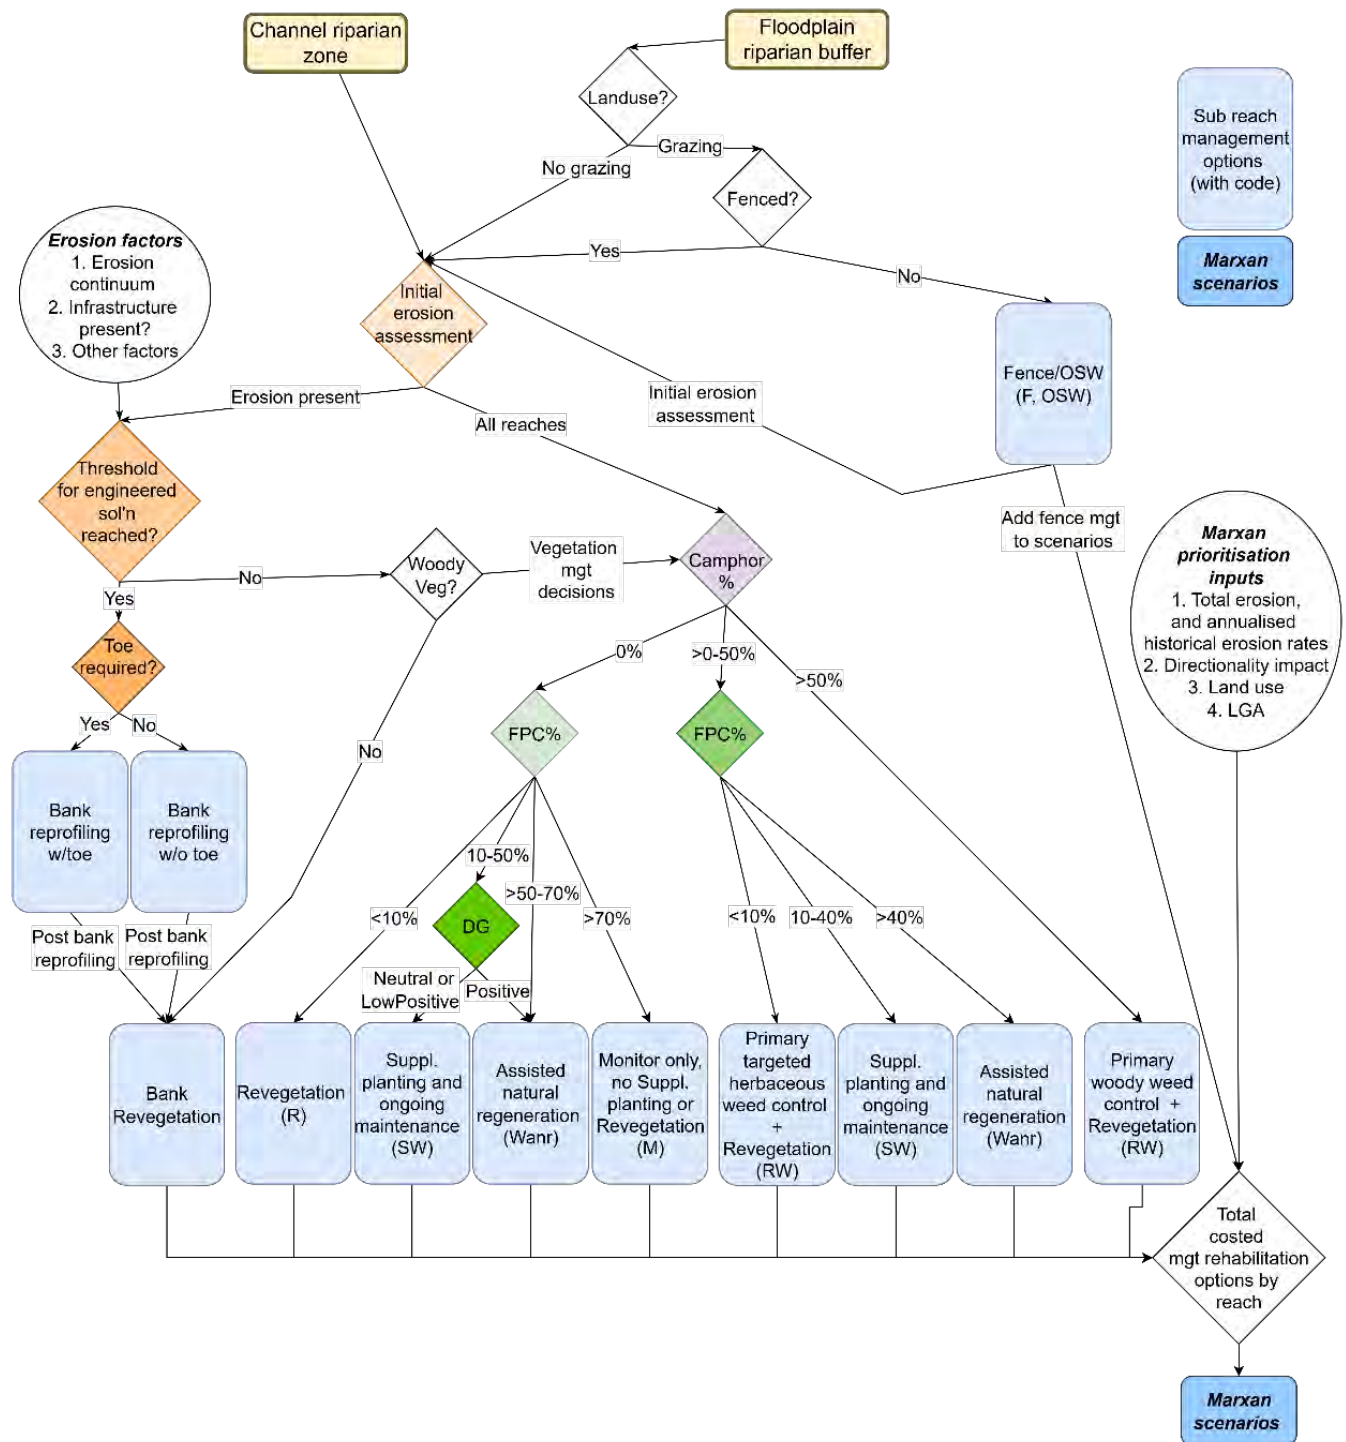 Channel riparian
zone
Floodplain
riparian buffer
Landuse?
Grazing
No grazing
Fenced?
Yes
No
Sub reach
management
options
(with code)
Marxan
scenarios
Erosion factors
1. Erosion
continuum
2. Infrastructure
present?
3. Other factors
Initial
erosion
assessment
Fence/OSW
(F, OSW)
Erosion present
All reaches
Initial erosion
assessment
Add fence mgt
to scenarios
Threshold
for engineered
sol'n
reached?
No
Yes
Woody
Veg?
Vegetation
mgt
decisions
Camphor
%
Marxan
prioritisation
inputs
1. Total erosion,
and annualised
historical erosion rates
2. Directionality impact
3. Land use
4. LGA
Toe
required?
Yes
No
No
0%
>0-50%
>50%
FPC%
FPC%
Bank
reprofiling
w/toe
Bank
reprofiling
w/o toe
Post bank
reprofiling
Post bank
reprofiling
<10%
10-50%
>50-70%
>70%
DG
Neutral or
LowPositive
Positive
<10%
10-40%
>40%
Bank
Revegetation
Revegetation
(R)
Suppl.
planting and
ongoing
maintenance
(SW)
Assisted
natural
regeneration
(Wanr)
Monitor only,
no Suppl.
planting or
Revegetation
(M)
Primary
targeted
herbaceous
weed control
+
Revegetation
(RW)
Suppl.
planting and
ongoing
maintenance
(SW)
Assisted
natural
regeneration
(Wanr)
Primary
woody weed
control +
Revegetation
(RW)
Total
costed
mgt rehabilitation
options by
reach
Marxan
scenarios